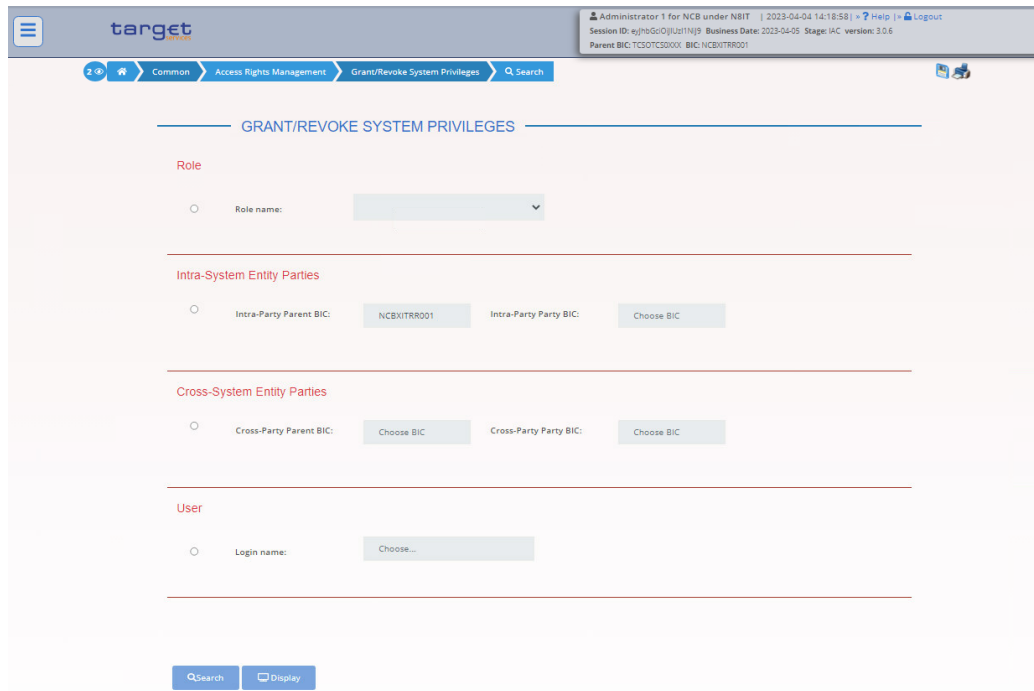 target
services
Administrator 1 for NCB under N8IT | 2023-04-04 14:18:58| » ? Help |» Logout
Business Date: 2023-04-05 Stage: IAC version: 3.0.6
Session ID:
Parent BIC: TCSOTCS0XXX BIC: NCBXITRR001
2 Common Access Rights Management Grant/Revoke System Privileges Search
GRANT/REVOKE SYSTEM PRIVILEGES
Role
Role name:
Intra-System Entity Parties
Intra-Party Parent BIC: NCBXITRR001 Intra-Party Party BIC: Choose BIC
Cross-System Entity Parties
Cross-Party Parent BIC: Choose BIC Cross-Party Party BIC: Choose BIC
User
Login name: Choose...
Search Display